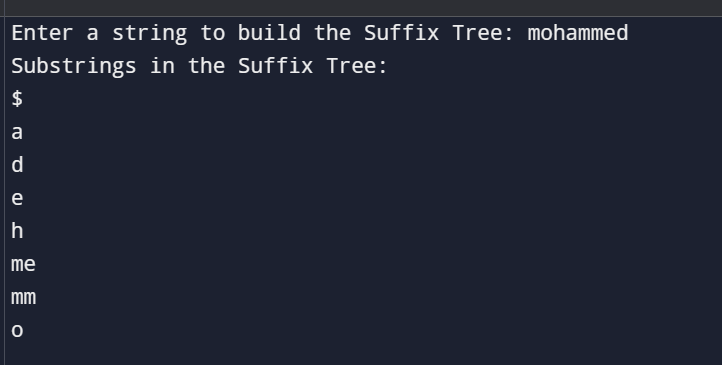 Enter a string to build the Suffix Tree: mohammed
Substrings in the Suffix Tree:
$
a
d
e
h
me
mm
o